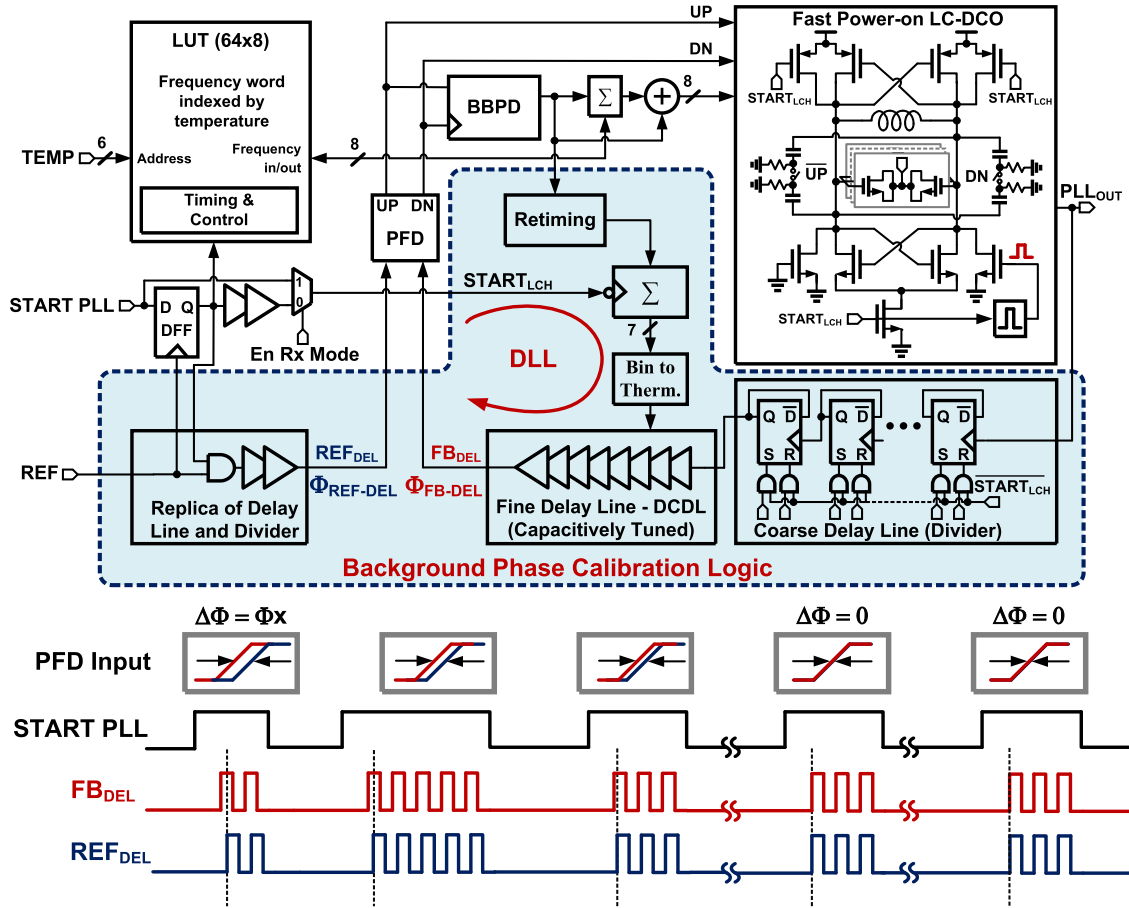 UP
Fast Power-on LC-DCO
LUT (64x8)
DN
Frequency word
indexed by
temperature
BBPD
Σ
+
8
START_LCH
START_LCH
TEMP
6
Address
Frequency
in/out
8
UP
DN
PLL_OUT
Timing &
Control
UP DN
PFD
Retiming
START PLL
D Q
DFF
1
0
START_LCH
Σ
En Rx Mode
7
START_LCH
DLL
Bin to
Therm.
Q D
Q D
Q D
S R
S R
S R
REF
REF_DEL
Φ_REF-DEL
FB_DEL
Φ_FB-DEL
START_LCH
Replica of Delay
Line and Divider
Fine Delay Line - DCDL
(Capacitively Tuned)
Coarse Delay Line (Divider)
Background Phase Calibration Logic
ΔΦ = Φx
ΔΦ = 0
ΔΦ = 0
PFD Input
START PLL
FB_DEL
REF_DEL